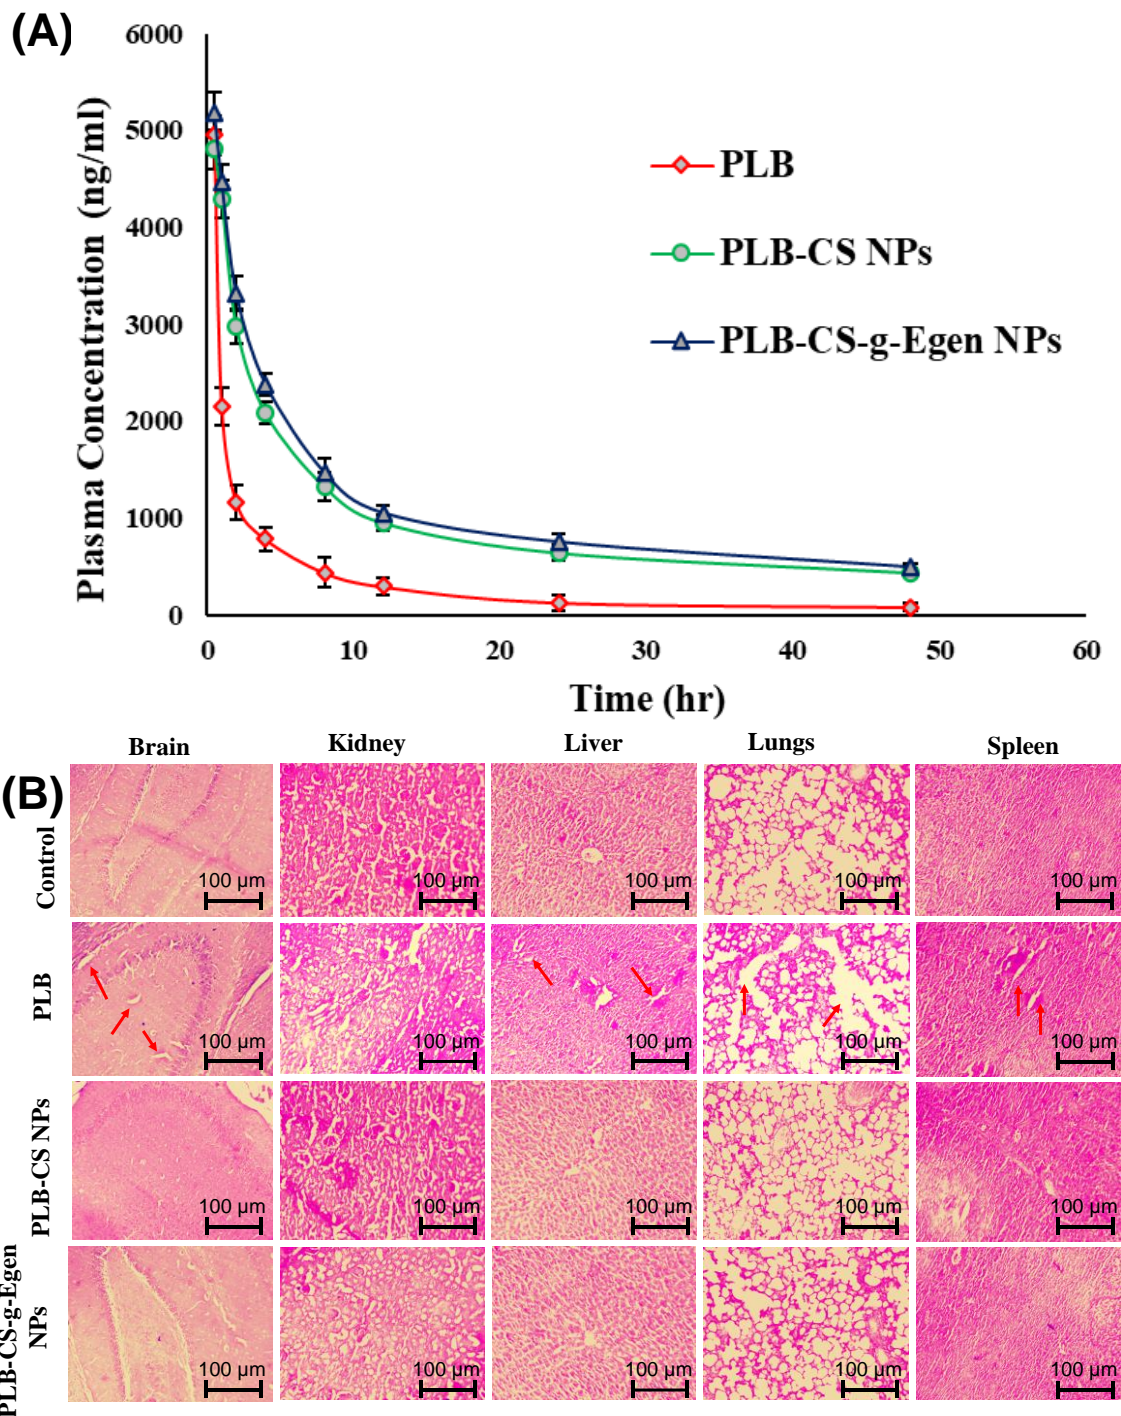 (A)
6000
5000
4000
3000
2000
1000
0
Plasma Concentration (ng/ml)
PLB
PLB-CS NPs
PLB-CS-g-Egen NPs
0 10 20 30 40 50 60
Time (hr)
Brain Kidney Liver Lungs Spleen
(B)
Control
100 µm 100 µm 100 µm 100 µm 100 µm
PLB
100 µm 100 µm 100 µm 100 µm 100 µm
PLB-CS NPs
100 µm 100 µm 100 µm 100 µm 100 µm
PLB-CS-g-Egen
NPs
100 µm 100 µm 100 µm 100 µm 100 µm